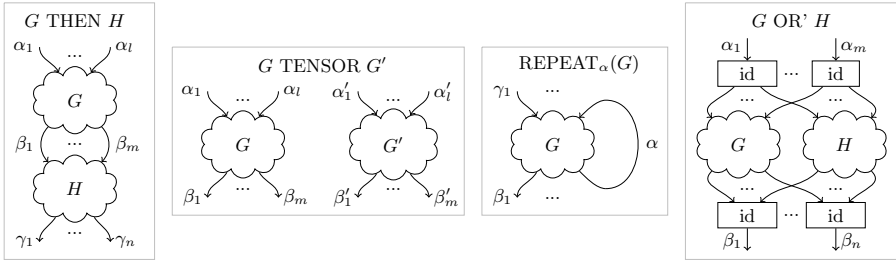 G THEN H
α₁ ... αₗ
G
β₁ ... βₘ
H
γ₁ ... γₙ
G TENSOR G′
α₁ ... αₗ α′₁ ... α′ₗ
G G′
β₁ ... βₘ β′₁ ... β′ₘ
REPEAT_α(G)
γ₁ ...
G α
β₁ ...
G OR' H
α₁ αₘ
id ... id
... ...
G H
... ...
id ... id
β₁ βₙ